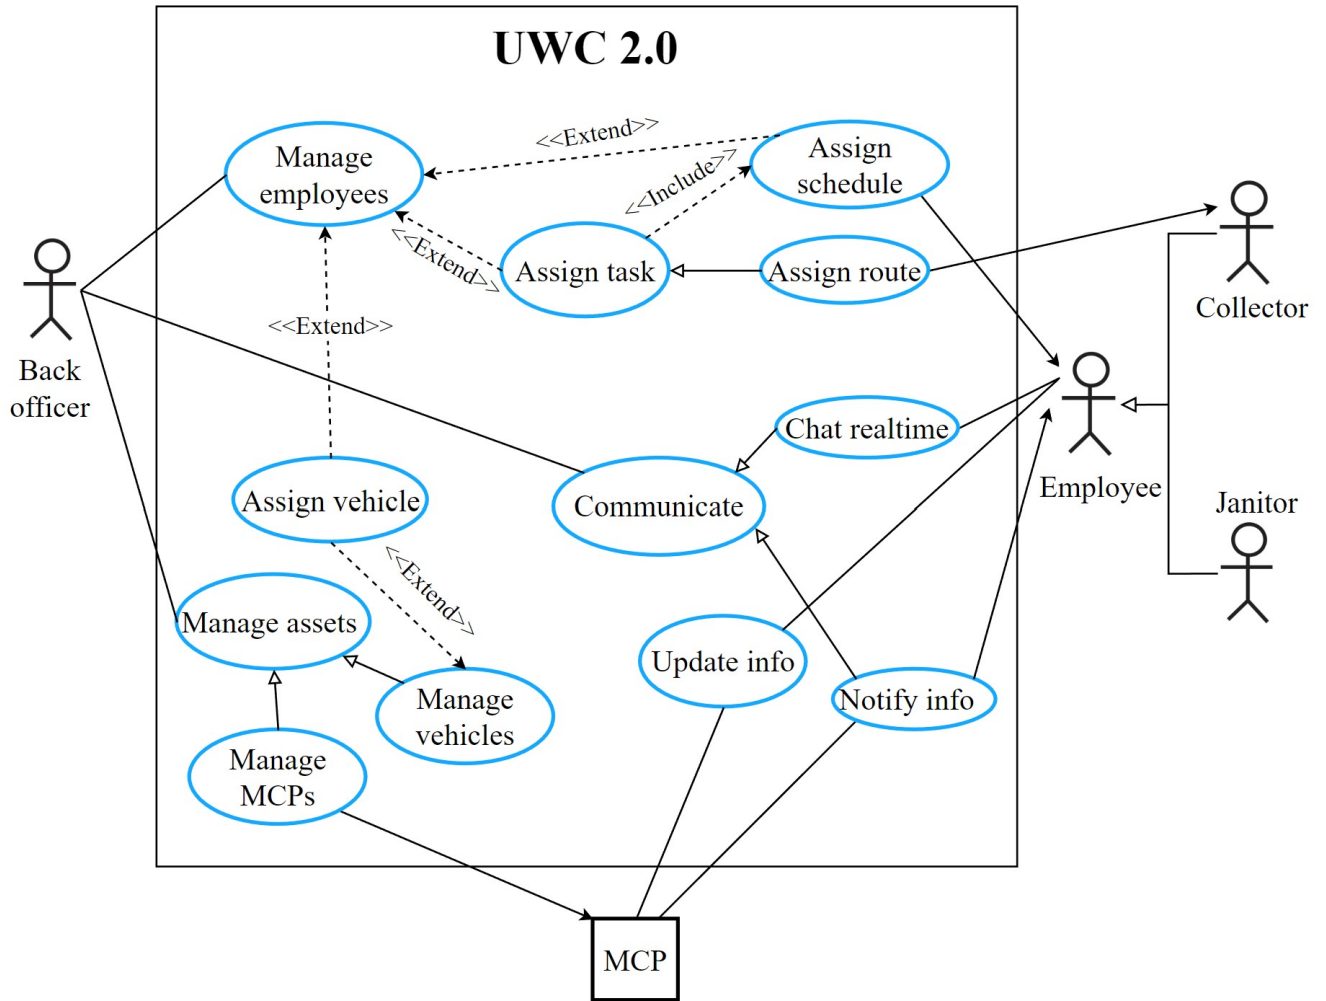 UWC 2.0
Manage
employees
<<Extend>>
Assign
schedule
<<Include>>
<<Extend>>
Assign task
Assign route
Collector
Back
officer
<<Extend>>
Chat realtime
Employee
Janitor
Assign vehicle
Communicate
<<Extend>>
Manage assets
Update info
Notify info
Manage
vehicles
Manage
MCPs
MCP